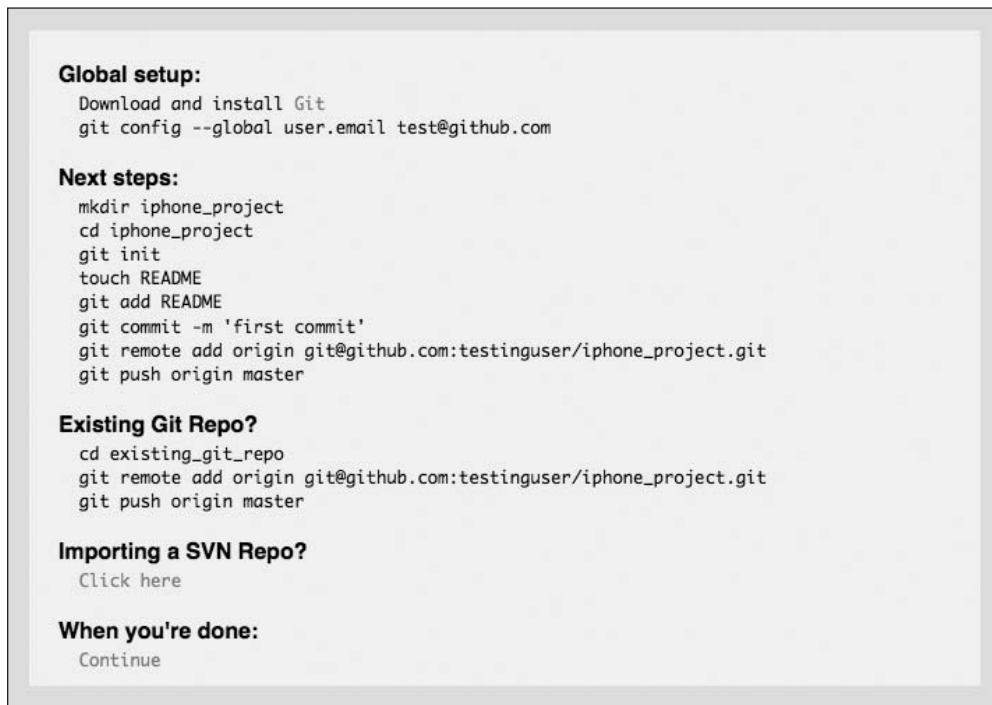 Global setup:
Download and install Git
git config --global user.email test@github.com
Next steps:
mkdir iphone_project
cd iphone_project
git init
touch README
git add README
git commit -m 'first commit'
git remote add origin git@github.com:testinguser/iphone_project.git
git push origin master
Existing Git Repo?
cd existing_git_repo
git remote add origin git@github.com:testinguser/iphone_project.git
git push origin master
Importing a SVN Repo?
Click here
When you're done:
Continue